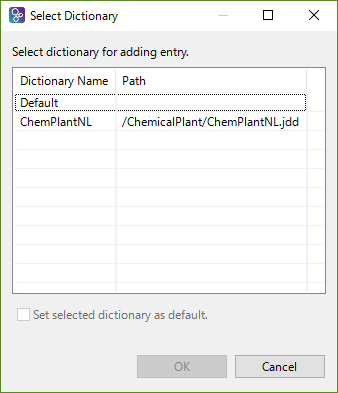 Select Dictionary
Select dictionary for adding entry.
Dictionary Name Path
Default
ChemPlantNL /ChemicalPlant/ChemPlantNL.jdd
Set selected dictionary as default.
OK Cancel